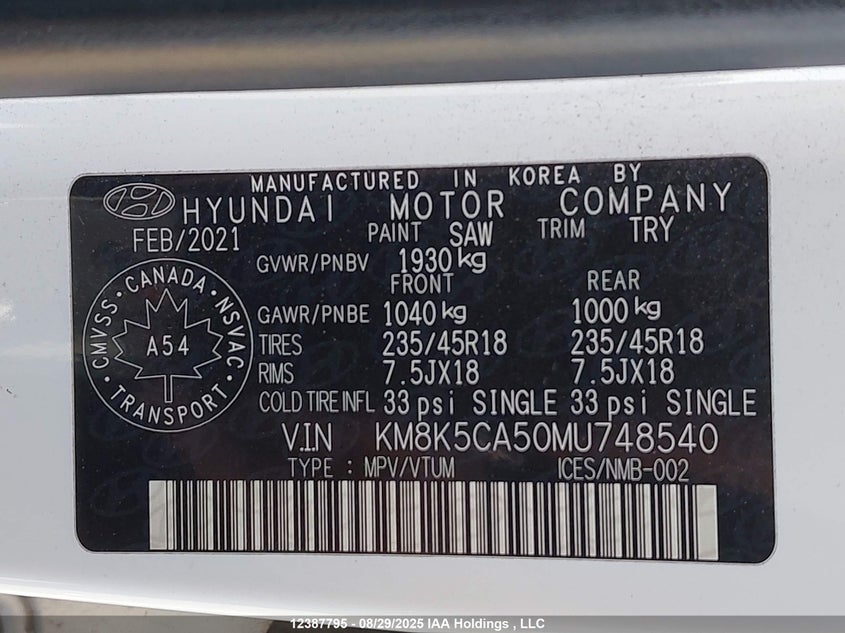 MANUFACTURED IN KOREA BY
HYUNDAI MOTOR COMPANY
FEB/2021 PAINT SAW TRIM TRY
GVWR/PNBV 1930 kg
FRONT REAR
GAWR/PNBE 1040 kg 1000 kg
TIRES 235/45R18 235/45R18
RIMS 7.5JX18 7.5JX18
COLD TIRE INFL 33 psi SINGLE 33 psi SINGLE
CMVSS · CANADA · NSVAC · TRANSPORT ·
A54
V.I.N KM8K5CA50MU748540
TYPE : MPV/VTUM ICES/NMB-002
12387795 - 08/29/2025 IAA Holdings , LLC